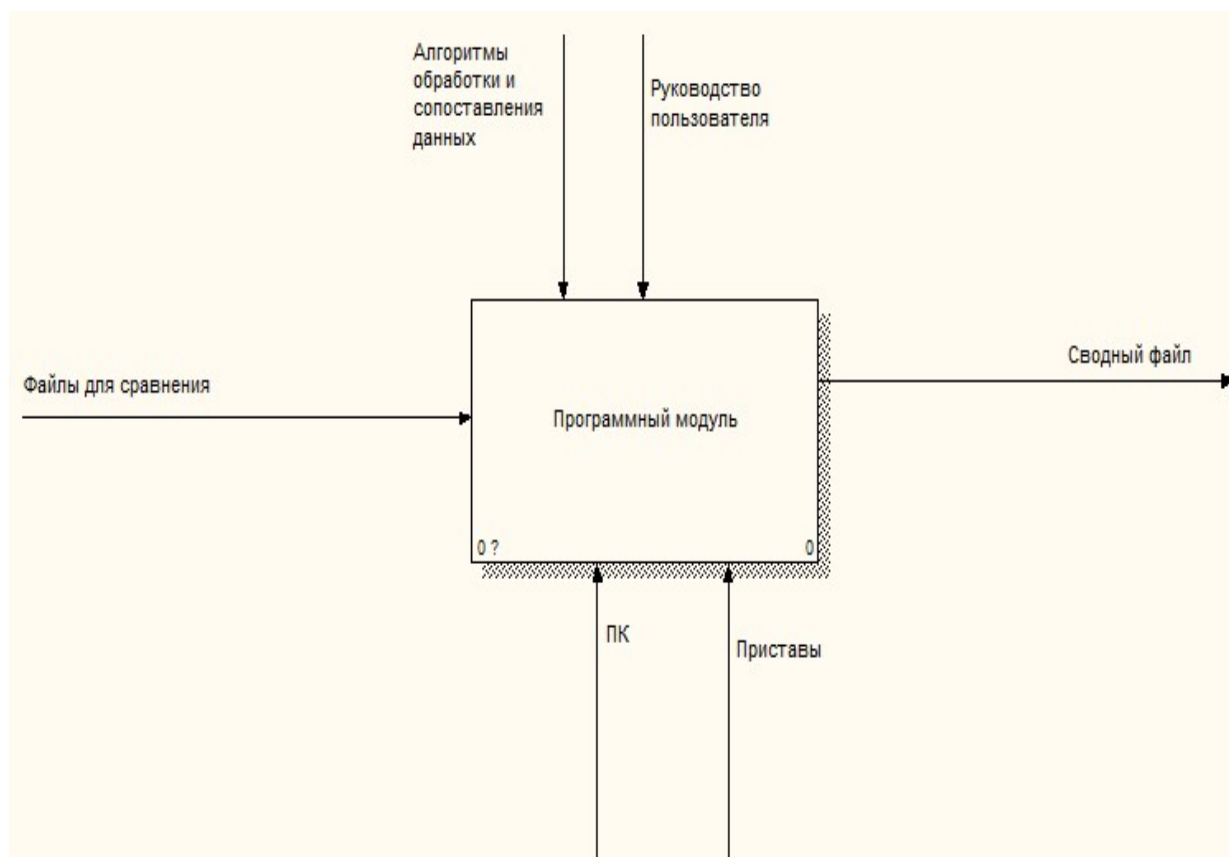 Алгоритмы
обработки и
сопоставления
данных
Руководство
пользователя
Файлы для сравнения
Сводный файл
Программный модуль
0 ?
0
ПК
Приставы